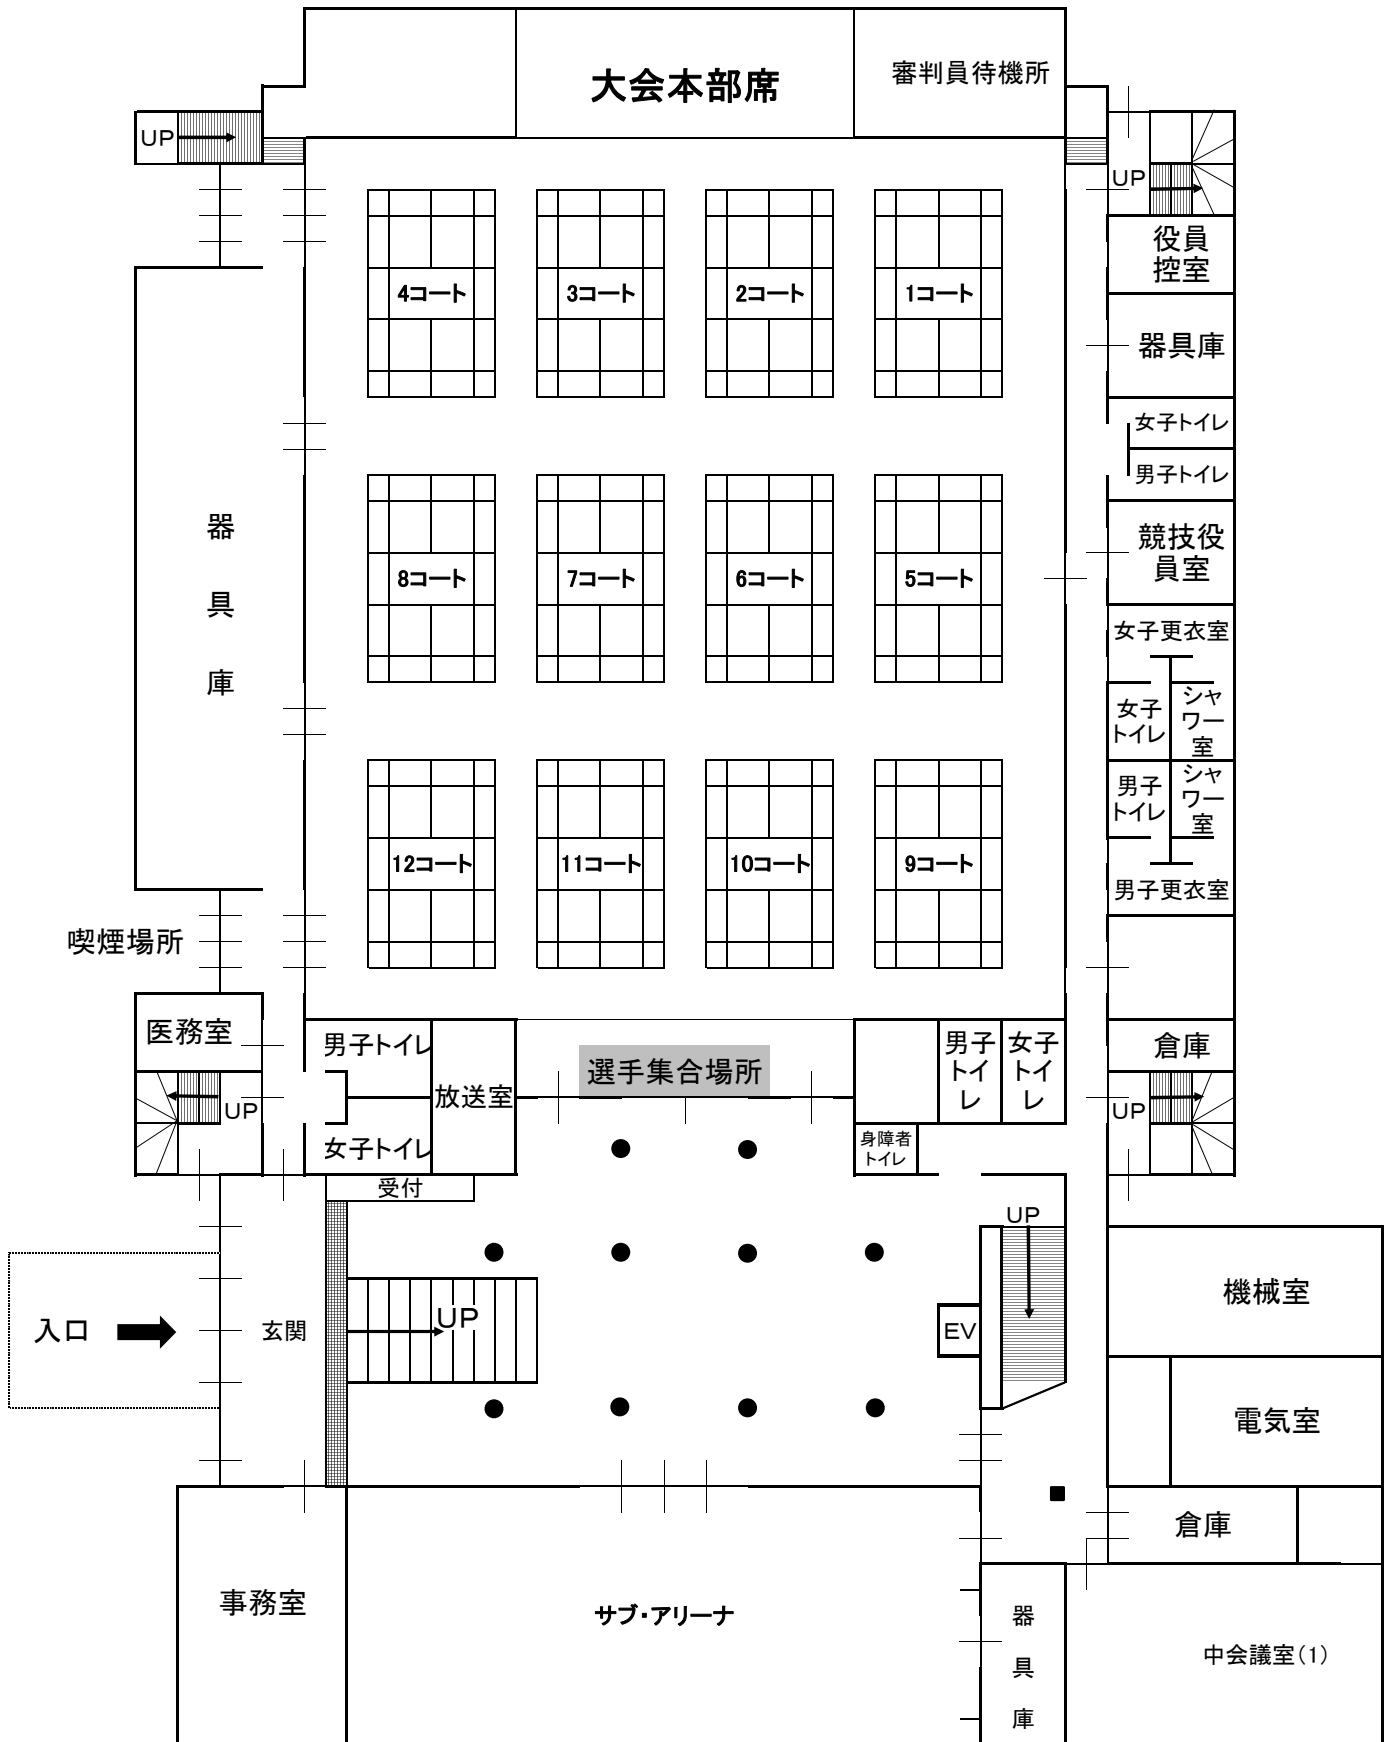 大会本部席
審判員待機所
UP
UP
役員
控室
4コート
3コート
2コート
1コート
器具庫
女子トイレ
男子トイレ
器
具
庫
競技役
員室
8コート
7コート
6コート
5コート
女子更衣室
女子
トイレ
シャ
ワー
室
男子
トイレ
シャ
ワー
室
12コート
11コート
10コート
9コート
男子更衣室
喫煙場所
医務室
男子トイレ
放送室
選手集合場所
男子
トイ
レ
女子
トイ
レ
倉庫
UP
UP
女子トイレ
身障者
トイレ
受付
UP
入口
玄関
UP
EV
機械室
電気室
倉庫
事務室
サブ・アリーナ
器
具
庫
中会議室(1)